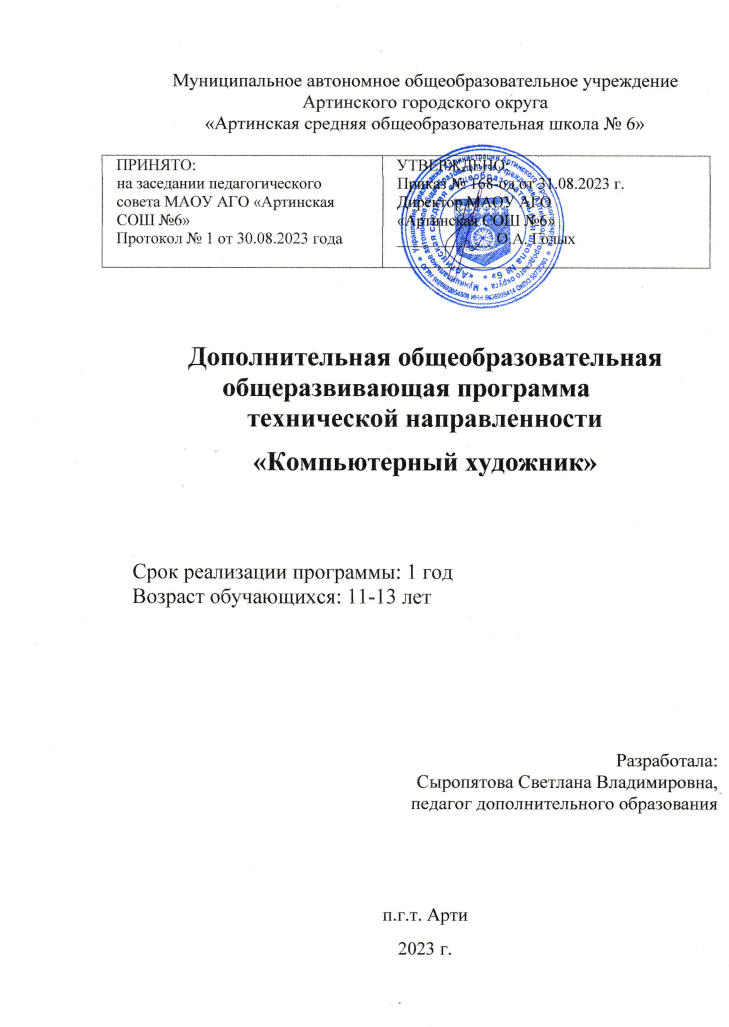 Муниципальное автономное общеобразовательное учреждение
Артинского городского округа
«Артинская средняя общеобразовательная школа № 6»
ПРИНЯТО:
на заседании педагогического
совета МАОУ АГО «Артинская
СОШ №6»
Протокол № 1 от 30.08.2023 года
УТВЕРЖДЕНО:
Приказ № 168-од от 31.08.2023 г.
Директор МАОУ АГО
«Артинская СОШ №6»
О.А. Голых
Дополнительная общеобразовательная
общеразвивающая программа
технической направленности
«Компьютерный художник»
Срок реализации программы: 1 год
Возраст обучающихся: 11-13 лет
Разработала:
Сыропятова Светлана Владимировна,
педагог дополнительного образования
п.г.т. Арти
2023 г.